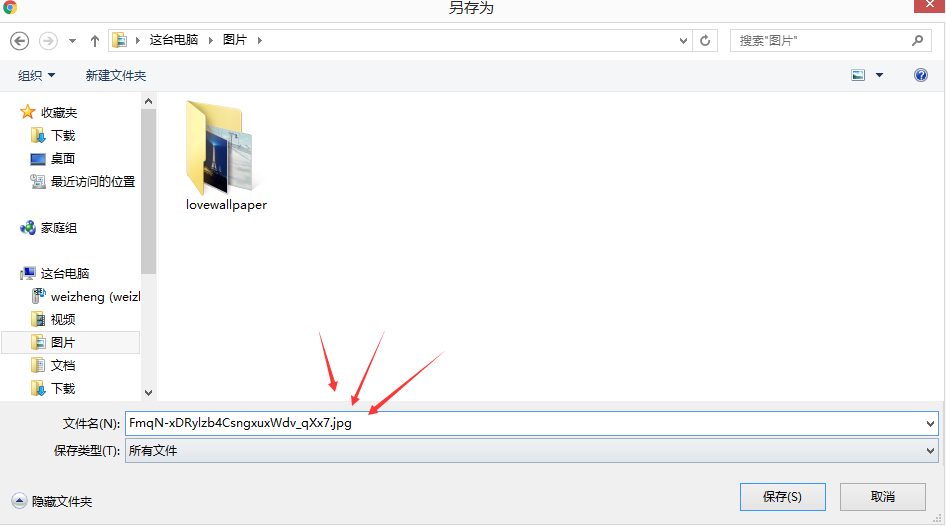 另存为
这台电脑 图片
搜索"图片"
组织 新建文件夹
收藏夹
下载
桌面
最近访问的位置
家庭组
这台电脑
weizheng (weizl
视频
图片
文档
下载
lovewallpaper
文件名(N): FmqN-xDRylzb4CsngxuxWdv_qXx7.jpg
保存类型(T): 所有文件
隐藏文件夹 保存(S) 取消